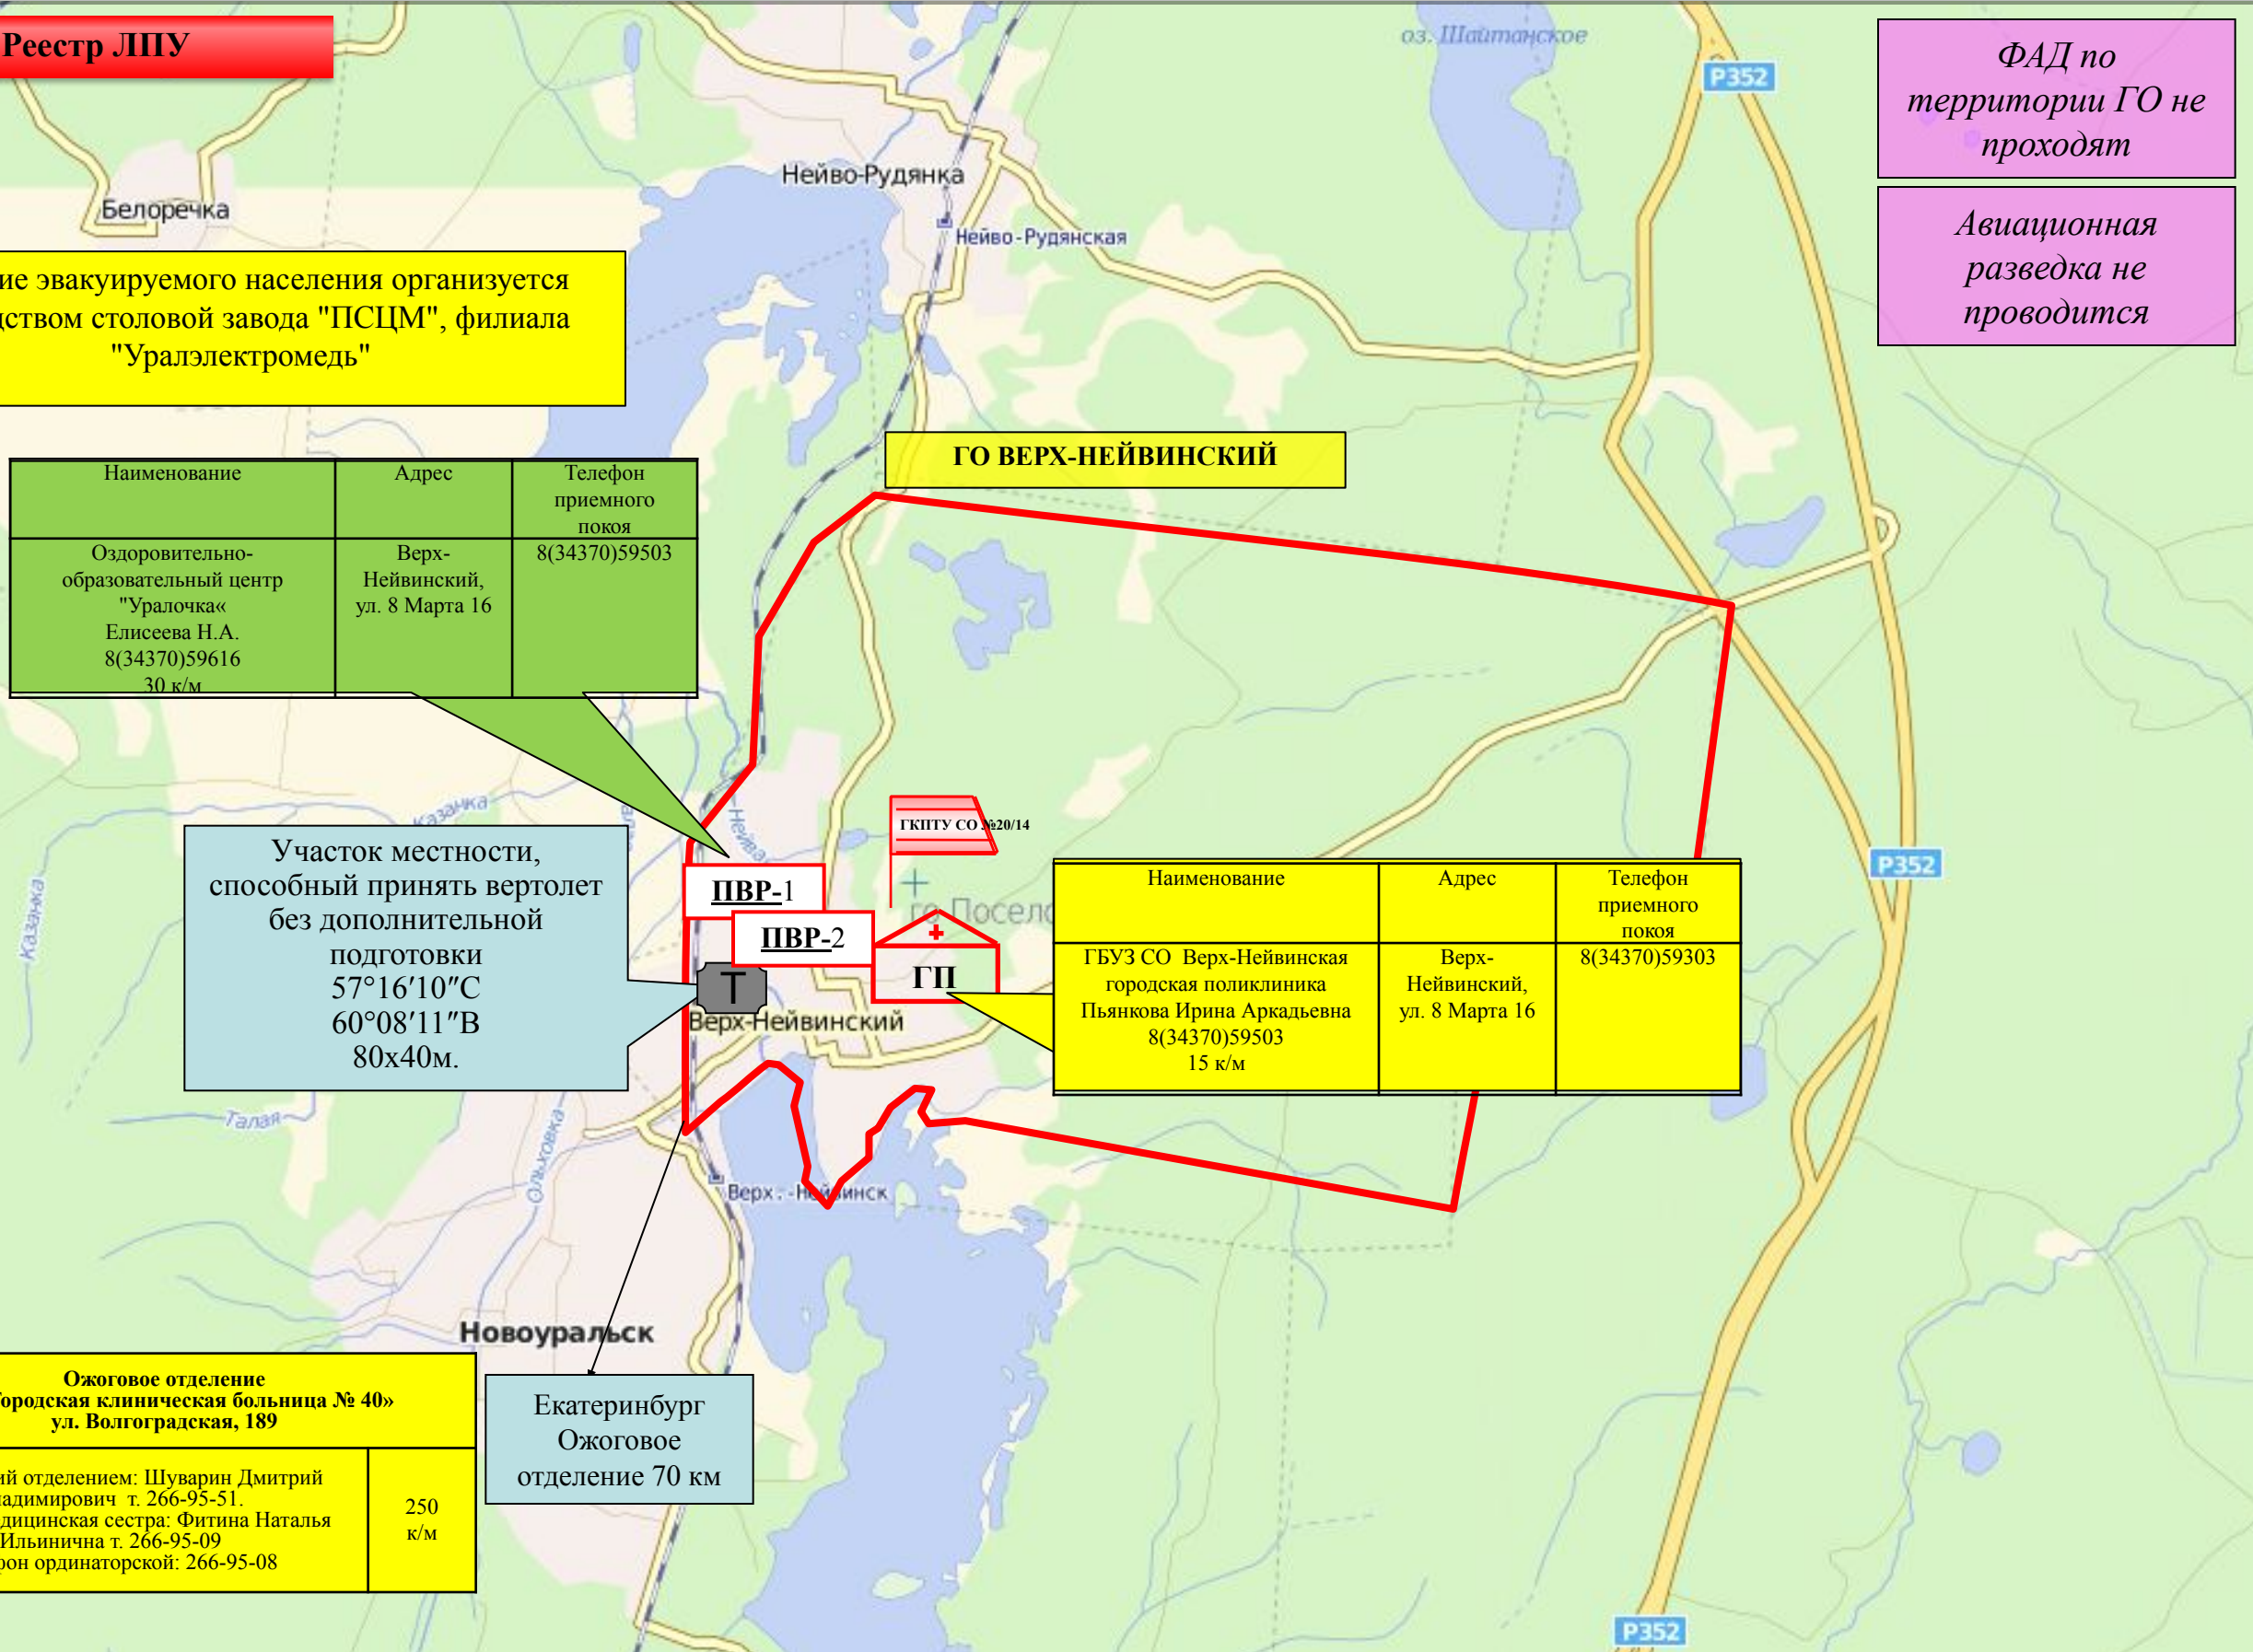 Реестр ЛПУ
оз. Шайтанское
Р352
ФАД по
территории ГО не
проходят
Авиационная
разведка не
проводится
Нейво-Рудянка
Нейво-Рудянская
Белоречка
ие эвакуируемого населения организуется
дством столовой завода "ПСЦМ", филиала
"Уралэлектромедь"
ГО ВЕРХ-НЕЙВИНСКИЙ
Наименование
Адрес
Телефон
приемного
покоя
Оздоровительно-
образовательный центр
"Уралочка«
Елисеева Н.А.
8(34370)59616
30 к/м
Верх-
Нейвинский,
ул. 8 Марта 16
8(34370)59503
Казанка
Казанка
Нейва
Участок местности,
способный принять вертолет
без дополнительной
подготовки
57°16′10″С
60°08′11″В
80х40м.
ГКПТУ СО №20/14
ПВР-1
ПВР-2
го Посел
ГП
Т
Верх-Нейвинский
Наименование
Адрес
Телефон
приемного
покоя
ГБУЗ СО Верх-Нейвинская
городская поликлиника
Пьянкова Ирина Аркадьевна
8(34370)59503
15 к/м
Верх-
Нейвинский,
ул. 8 Марта 16
8(34370)59303
Р352
Талая
Ольховка
Верх.-Нейвинск
Новоуральск
Ожоговое отделение
ородская клиническая больница № 40»
ул. Волгоградская, 189
ий отделением: Шуварин Дмитрий
адимирович т. 266-95-51.
дицинская сестра: Фитина Наталья
Ильинична т. 266-95-09
фон ординаторской: 266-95-08
250
к/м
Екатеринбург
Ожоговое
отделение 70 км
Р352